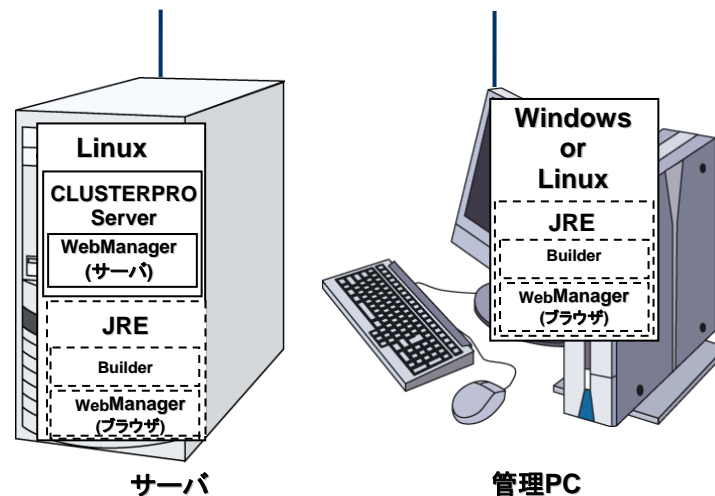 Linux
CLUSTERPRO
Server
WebManager
(サーバ)
JRE
Builder
WebManager
(ブラウザ)
サーバ
Windows
or
Linux
JRE
Builder
WebManager
(ブラウザ)
管理PC